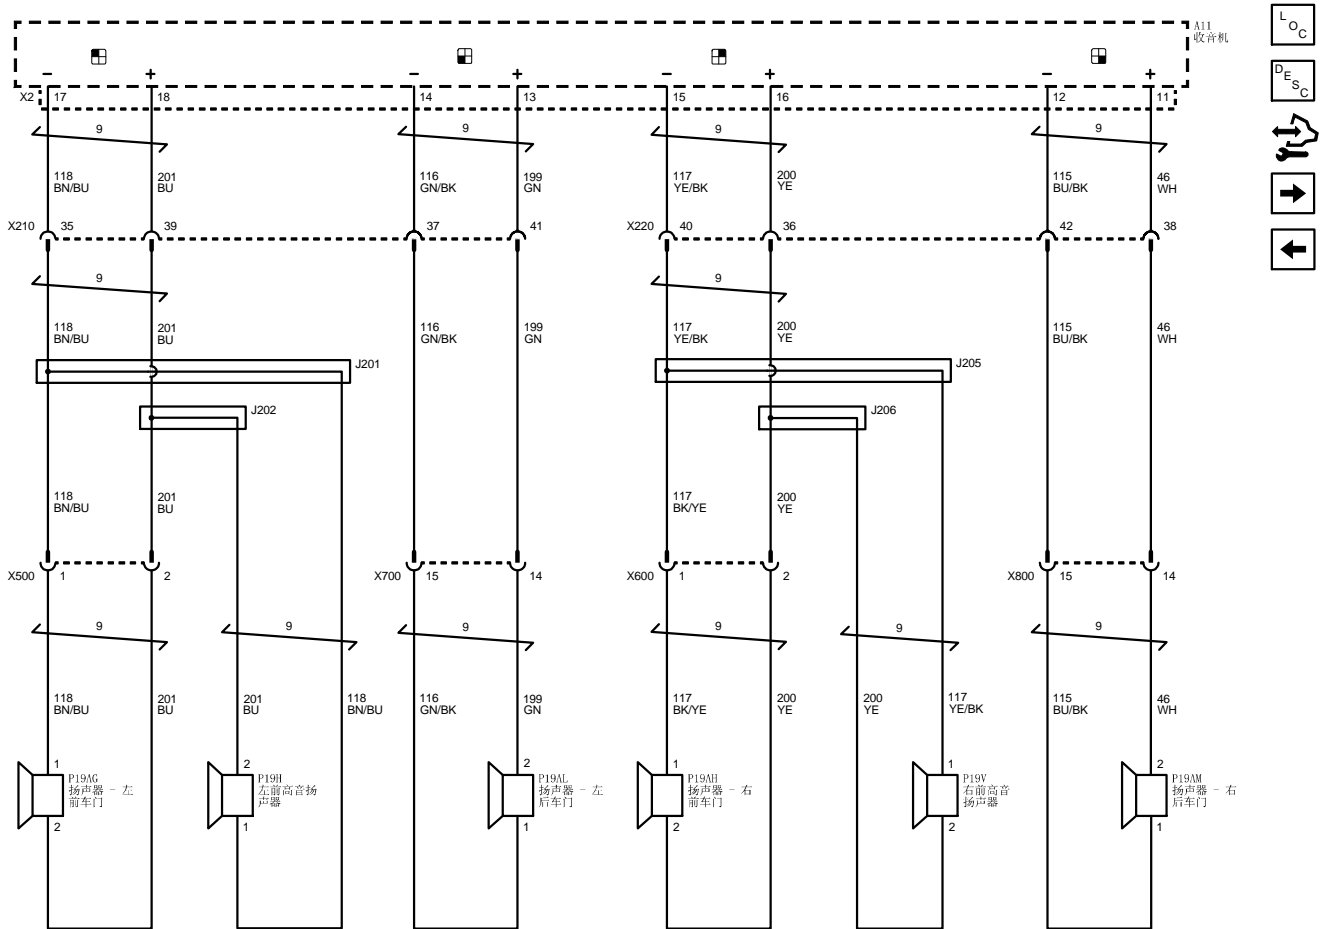 A11
收音机
L
O
C
D
E
S
C
− + − + − + − +
X2 17 18 14 13 15 16 12 11
9 9 9 9
118
BN/BU
201
BU
116
GN/BK
199
GN
117
YE/BK
200
YE
115
BU/BK
46
WH
X210 35 39 37 41 X220 40 36 42 38
9 9
118
BN/BU
201
BU
116
GN/BK
199
GN
117
YE/BK
200
YE
115
BU/BK
46
WH
J201 J205
J202 J206
118
BN/BU
201
BU
117
BK/YE
200
YE
X500 1 2 X700 15 14 X600 1 2 X800 15 14
9 9 9 9 9 9
118
BN/BU
201
BU
201
BU
118
BN/BU
116
GN/BK
199
GN
117
BK/YE
200
YE
200
YE
117
YE/BK
115
BU/BK
46
WH
1 2 2 1 1 2
P19AG
扬声器 - 左
前车门
P19H
左前高音扬
声器
P19AL
扬声器 - 左
后车门
P19AH
扬声器 - 右
前车门
P19V
右前高音
扬声器
P19AM
扬声器 - 右
后车门
2 1 1 2 2 1